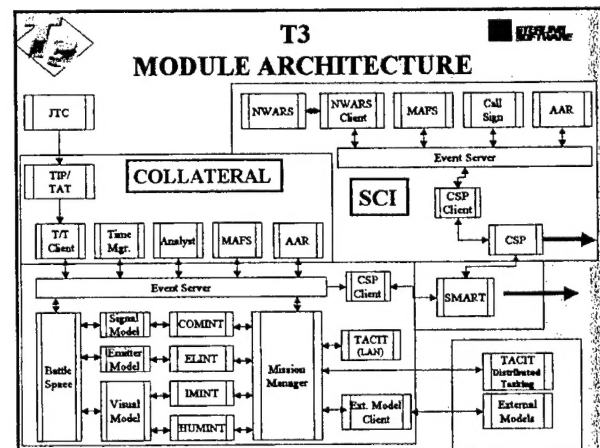 T3
STERLING
SOFTWARE
MODULE ARCHITECTURE
JTC
NWARS
NWARS
Client
MAFS
Call
Sign
AAR
Event Server
TIP/
TAT
COLLATERAL
SCI
CSP
Client
CSP
T/T
Client
Time
Mgr.
Analyst
MAFS
AAR
Event Server
CSP
Client
SMART
Battle
Space
Signal
Model
COMINT
Emitter
Model
ELINT
Visual
Model
IMINT
HUMINT
Mission
Manager
TACIT
(LAN)
Ext. Model
Client
TACIT
Distributed
Tasking
External
Models